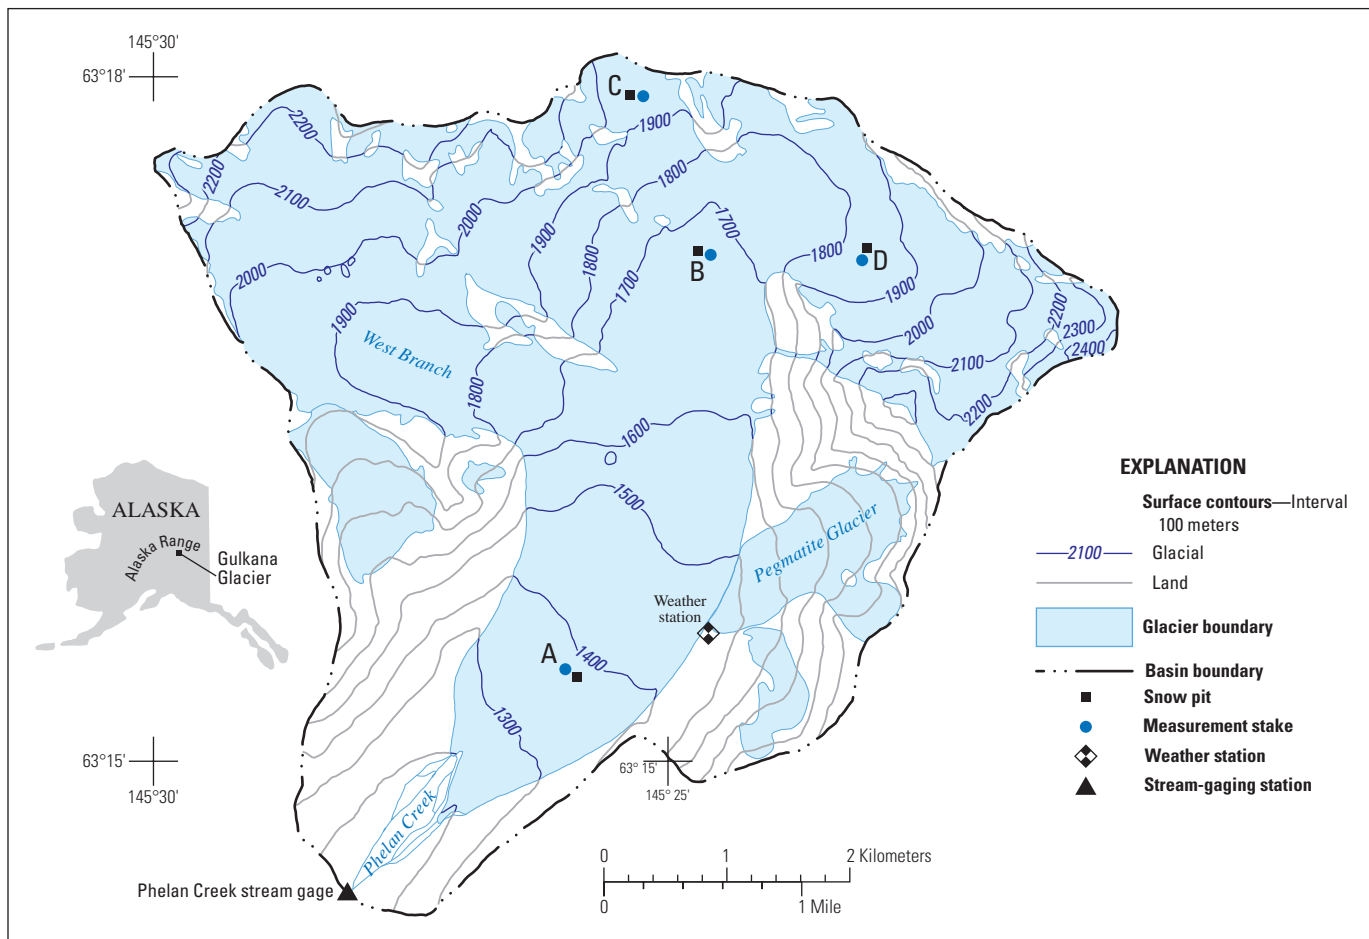 145°30'
63°18'
C
2200
1900
2200
1800
2100
2000
1900
1700
1800
1800
D
B
2000
1700
1900
2200
1900
2000
2300
West Branch
2400
2100
1800
2200
1600
EXPLANATION
Surface contours—Interval
100 meters
1500
ALASKA
Alaska Range
Gulkana
Glacier
Pegmatite Glacier
2100
Glacial
Land
Weather
station
Glacier boundary
A
1400
Basin boundary
Snow pit
1300
Measurement stake
63°15'
63° 15'
Weather station
145°30'
145° 25'
Stream-gaging station
Phelan Creek
0 1 2 Kilometers
Phelan Creek stream gage
0 1 Mile